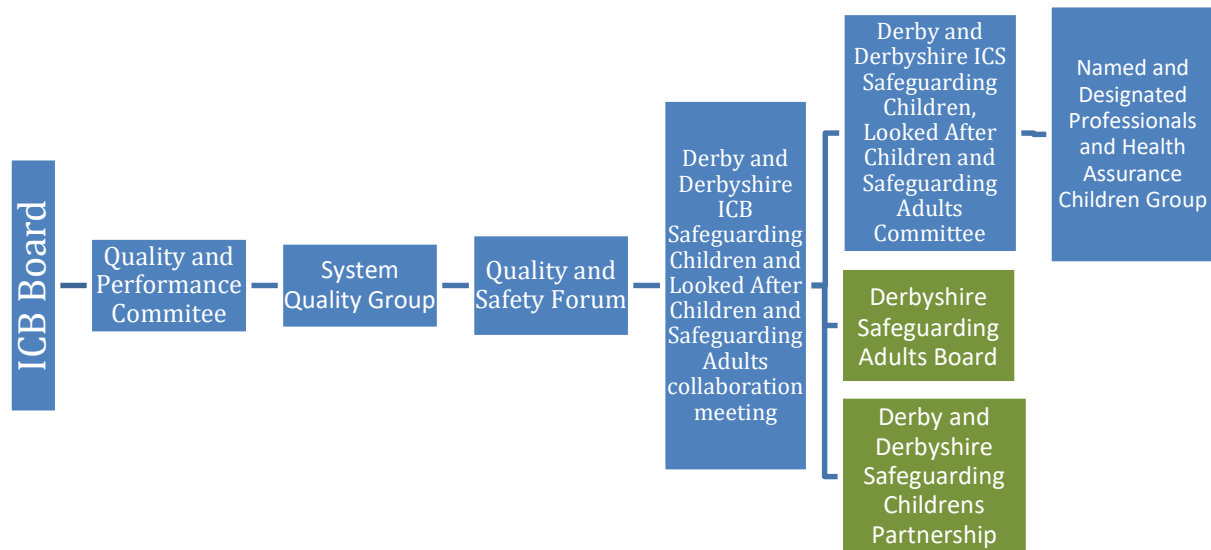 ICB Board
Quality and
Performance
Commitee
System
Quality Group
Quality and
Safety Forum
Derby and
Derbyshire
ICB
Safeguarding
Children and
Looked After
Children and
Safeguarding
Adults
collaboration
meeting
Derby and
Derbyshire ICS
Safeguarding
Children,
Looked After
Children and
Safeguarding
Adults
Committee
Named and
Designated
Professionals
and Health
Assurance
Children Group
Derbyshire
Safeguarding
Adults Board
Derby and
Derbyshire
Safeguarding
Childrens
Partnership